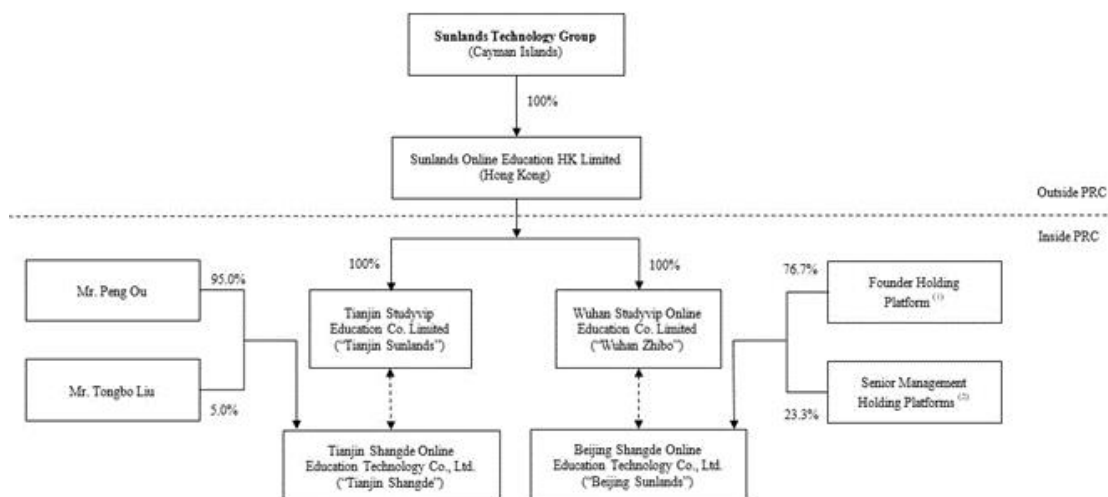 Sunlands Technology Group
(Cayman Islands)
100%
Sunlands Online Education HK Limited
(Hong Kong)
Outside PRC
Inside PRC
100%
100%
95.0%
76.7%
Mr. Peng Ou
Tianjin Studyvip
Education Co. Limited
("Tianjin Sunlands")
Wuhan Studyvip Online
Education Co. Limited
("Wuhan Zhibo")
Founder Holding
Platform (1)
Mr. Tongbo Liu
5.0%
Senior Management
Holding Platforms (2)
23.3%
Tianjin Shangde Online
Education Technology Co., Ltd.
("Tianjin Shangde")
Beijing Shangde Online
Education Technology Co., Ltd.
("Beijing Sunlands")